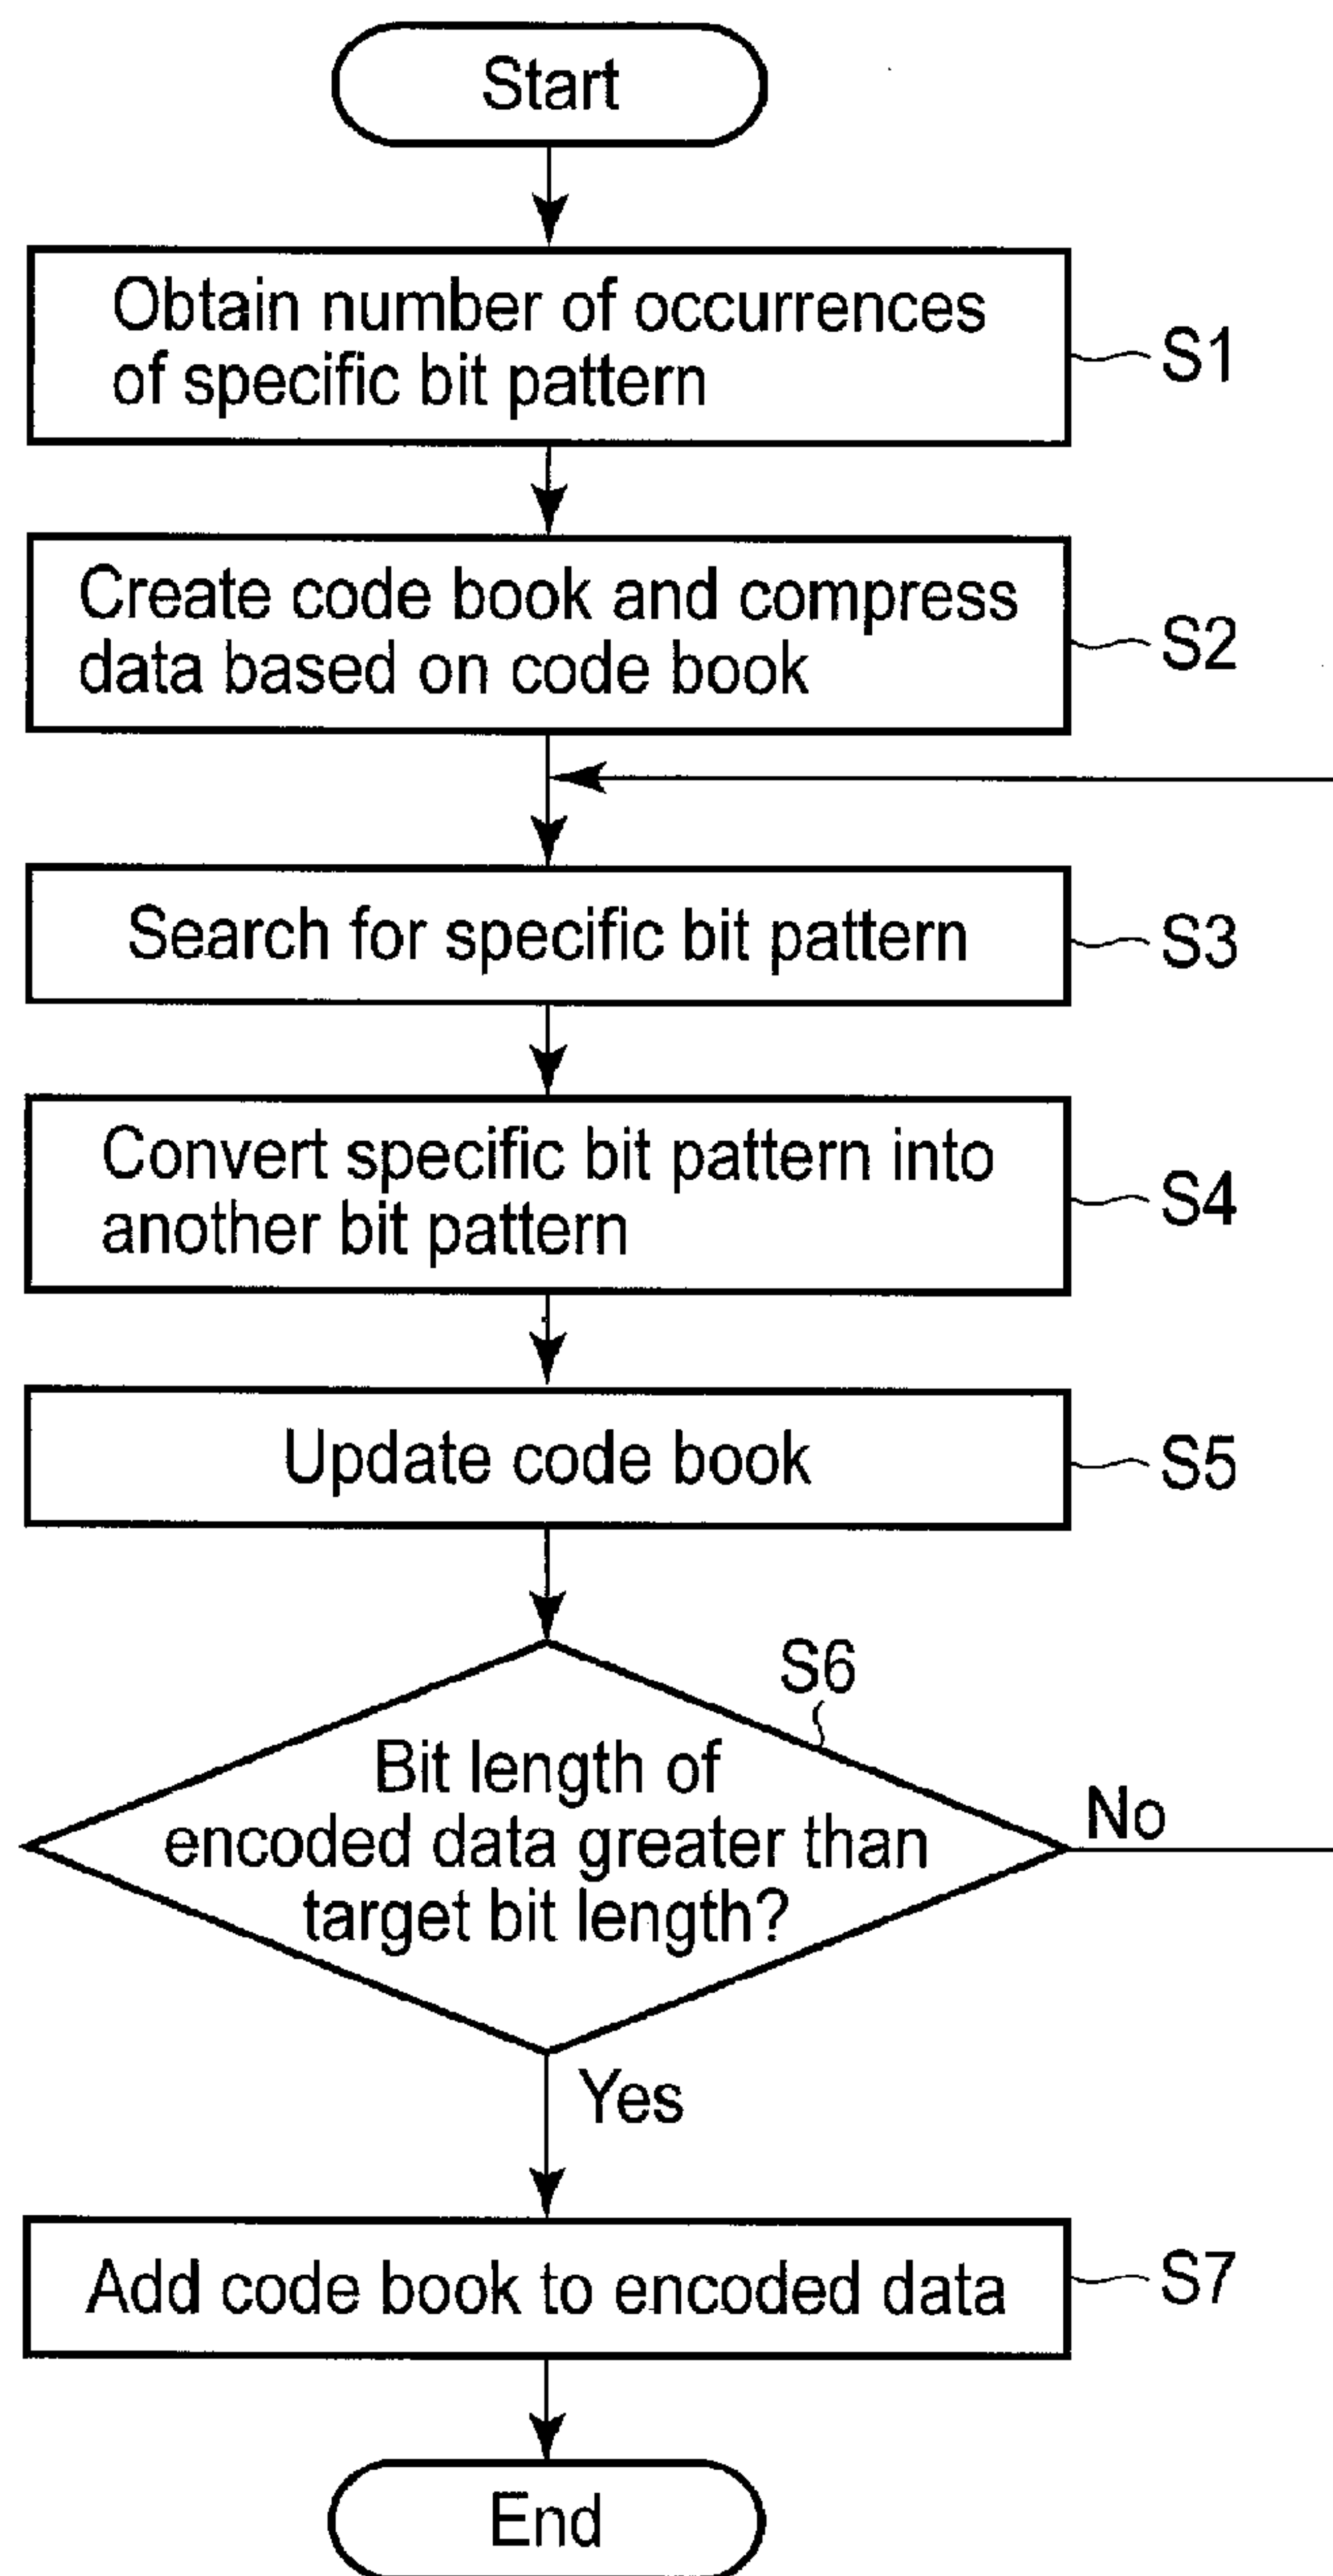 Start
Obtain number of occurrences
of specific bit pattern
S1
Create code book and compress
data based on code book
S2
Search for specific bit pattern
S3
Convert specific bit pattern into
another bit pattern
S4
Update code book
S5
S6
Bit length of
encoded data greater than
target bit length?
No
Yes
Add code book to encoded data
S7
End